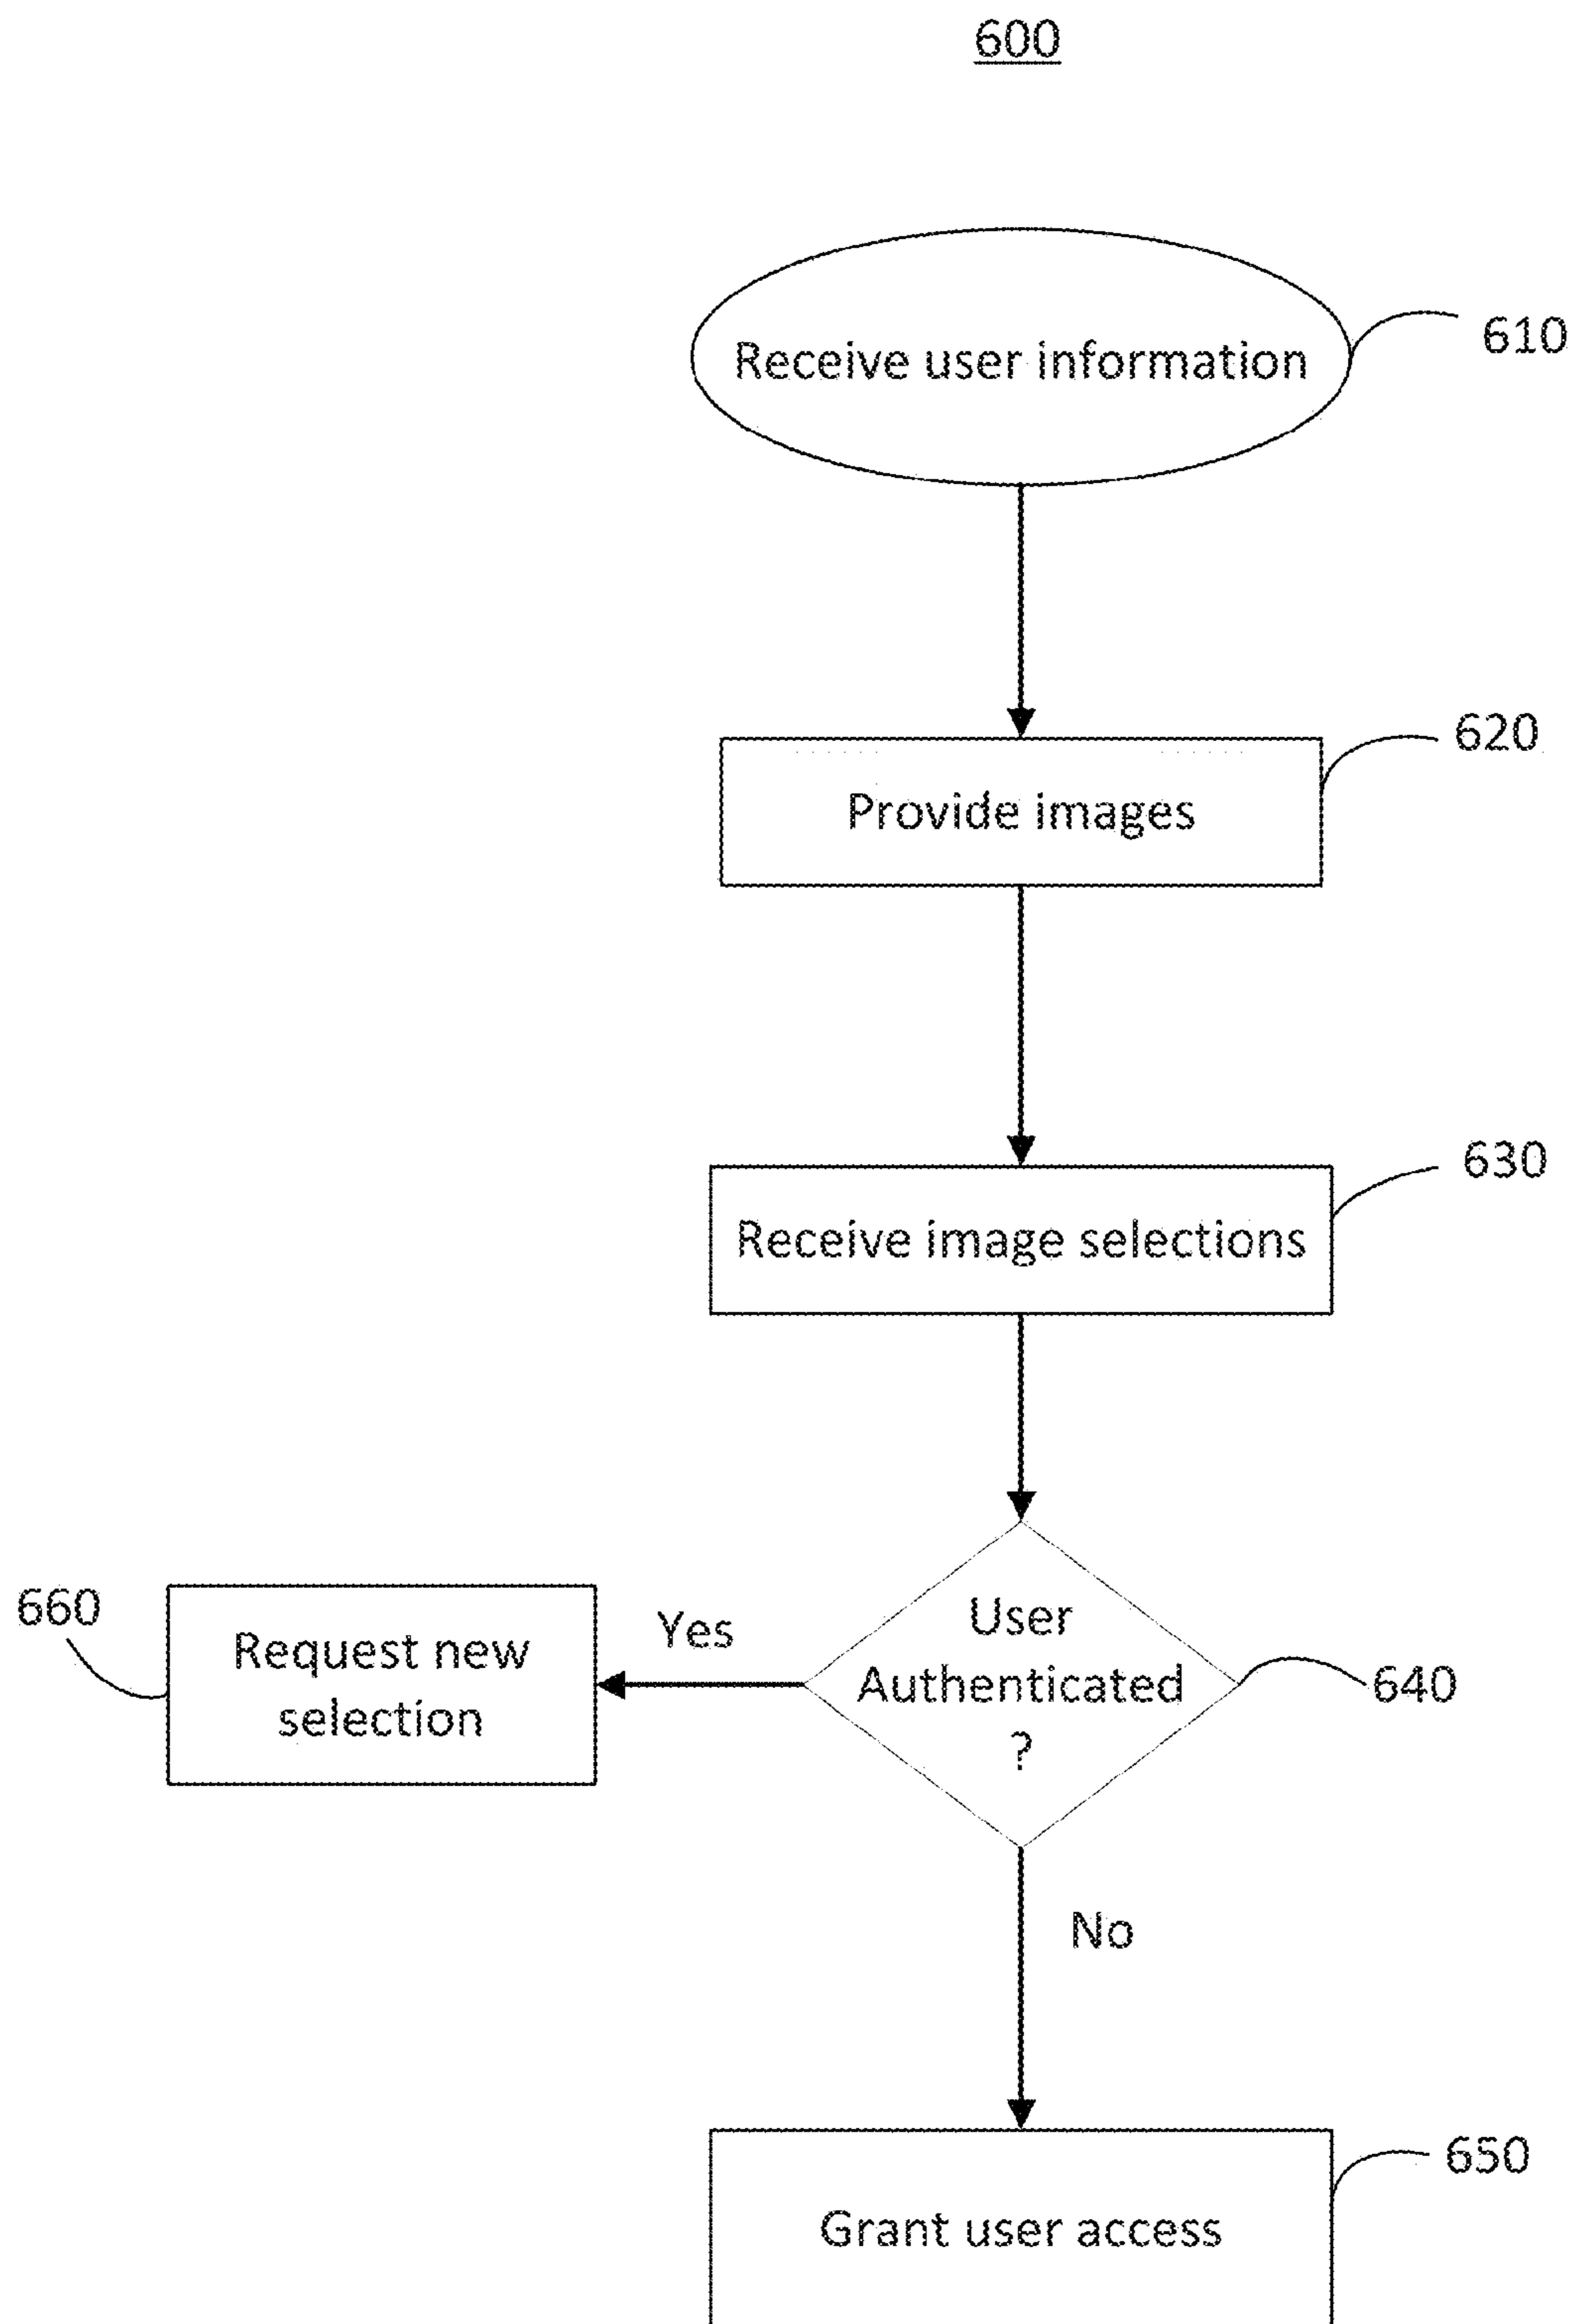 600
Receive user information
610
620
Provide images
630
Receive image selections
660
Request new
selection
Yes
User
Authenticated
?
640
No
650
Grant user access